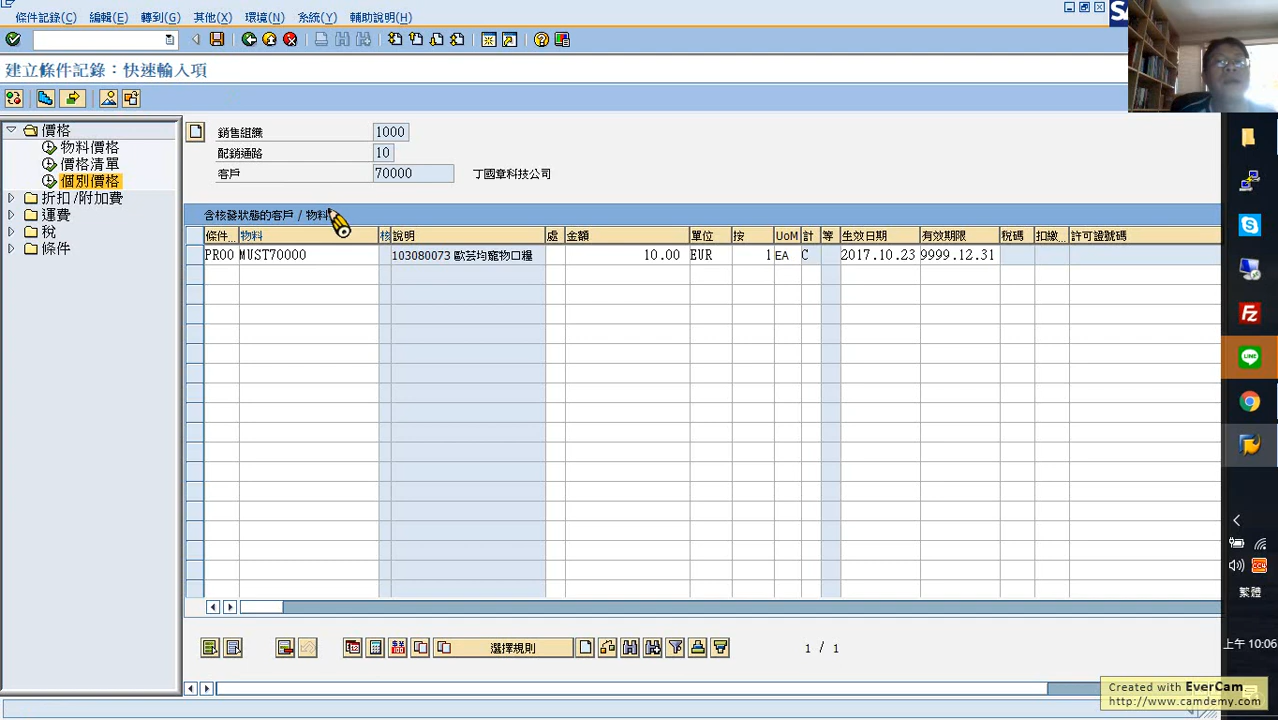 條件記錄(C) 編輯(E) 轉到(G) 其他(X) 環境(N) 系統(Y) 輔助說明(H)
建立條件記錄：快速輸入項
價格
物料價格
價格清單
個別價格
折扣/附加費
運費
稅
條件
銷售組織 1000
配銷通路 10
客戶 70000 丁國章科技公司
含核發狀態的客戶 / 物料
條件... 物料 核 說明 處 金額 單位 按 UoM 計 等 生效日期 有效期限 稅碼 扣繳... 許可證號碼
PR00 MUST70000 103080073 歐芸均寵物口糧 10.00 EUR 1 EA C 2017.10.23 9999.12.31
選擇規則 1 / 1
繁體
上午 10:06
Created with EverCam
http://www.camdemy.com